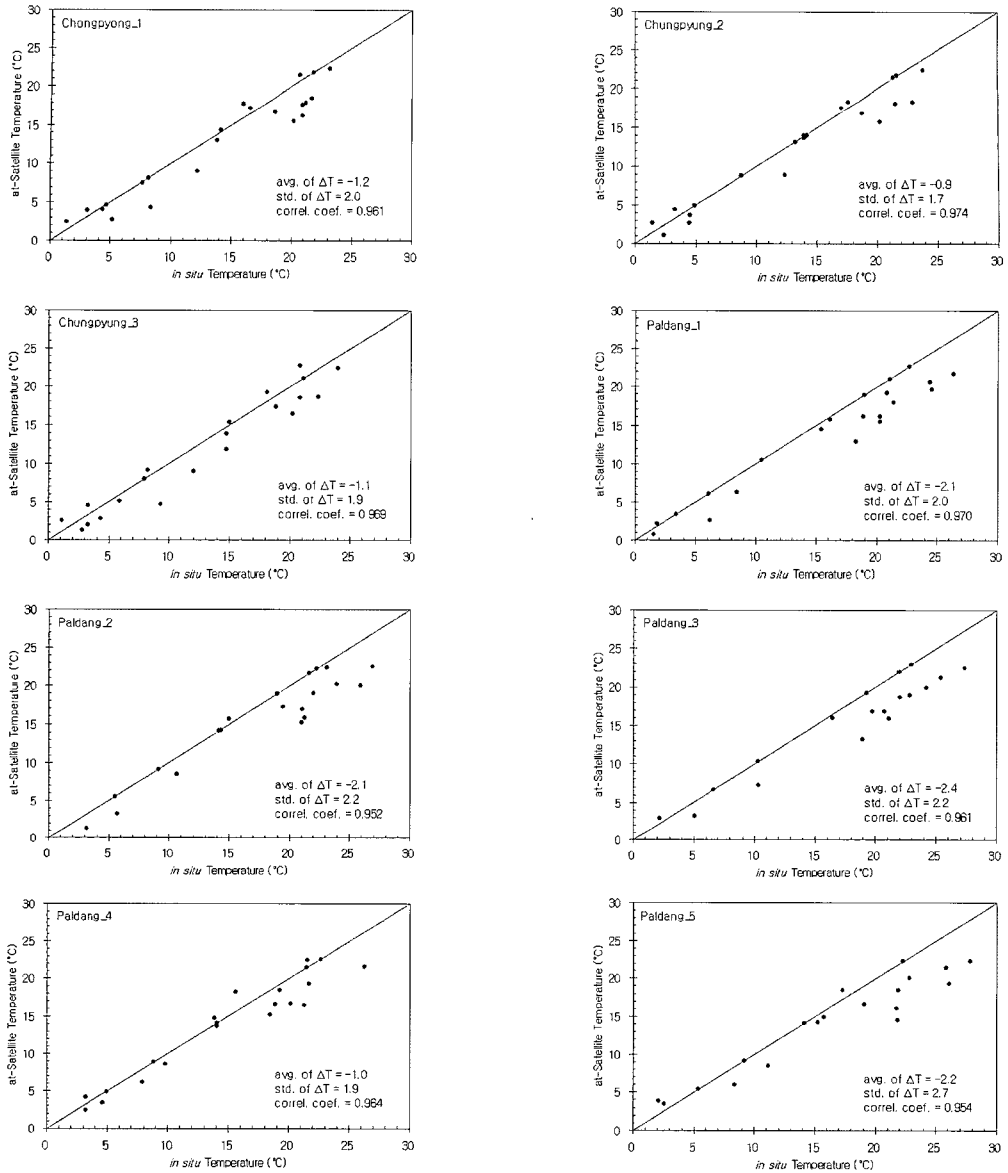 Chongpyong_1
at-Satellite Temperature (°C)
30
25
20
15
10
5
0
avg. of ΔT = -1.2
std. of ΔT = 2.0
correl. coef. = 0.961
0 5 10 15 20 25 30
in situ Temperature (°C)
Chungpyung_2
at-Satellite Temperature (°C)
30
25
20
15
10
5
0
avg. of ΔT = -0.9
std. of ΔT = 1.7
correl. coef. = 0.974
0 5 10 15 20 25 30
in situ Temperature (°C)
Chungpyung_3
at-Satellite Temperature (°C)
30
25
20
15
10
5
0
avg. of ΔT = -1.1
std. of ΔT = 1.9
correl. coef. = 0.969
0 5 10 15 20 25 30
in situ Temperature (°C)
Paldang_1
at-Satellite Temperature (°C)
30
25
20
15
10
5
0
avg. of ΔT = -2.1
std. of ΔT = 2.0
correl. coef. = 0.970
0 5 10 15 20 25 30
in situ Temperature (°C)
Paldang_2
at-Satellite Temperature (°C)
30
25
20
15
10
5
0
avg. of ΔT = -2.1
std. of ΔT = 2.2
correl. coef. = 0.952
0 5 10 15 20 25 30
in situ Temperature (°C)
Paldang_3
at-Satellite Temperature (°C)
30
25
20
15
10
5
0
avg. of ΔT = -2.4
std. of ΔT = 2.2
correl. coef. = 0.961
0 5 10 15 20 25 30
in situ Temperature (°C)
Paldang_4
at-Satellite Temperature (°C)
30
25
20
15
10
5
0
avg. of ΔT = -1.0
std. of ΔT = 1.9
correl. coef. = 0.964
0 5 10 15 20 25 30
in situ Temperature (°C)
Paldang_5
at-Satellite Temperature (°C)
30
25
20
15
10
5
0
avg. of ΔT = -2.2
std. of ΔT = 2.7
correl. coef. = 0.954
0 5 10 15 20 25 30
in situ Temperature (°C)